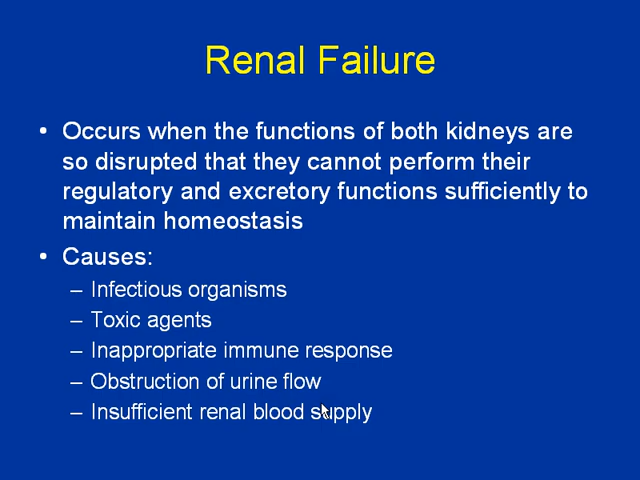 Renal Failure
• Occurs when the functions of both kidneys are
so disrupted that they cannot perform their
regulatory and excretory functions sufficiently to
maintain homeostasis
• Causes:
– Infectious organisms
– Toxic agents
– Inappropriate immune response
– Obstruction of urine flow
– Insufficient renal blood supply